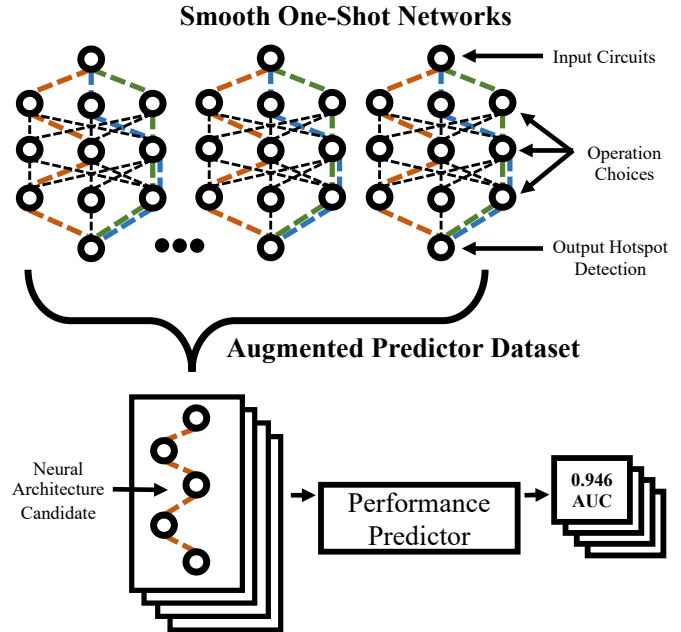 Smooth One-Shot Networks
Input Circuits
Operation
Choices
Output Hotspot
Detection
Augmented Predictor Dataset
Neural
Architecture
Candidate
Performance
Predictor
0.946
AUC